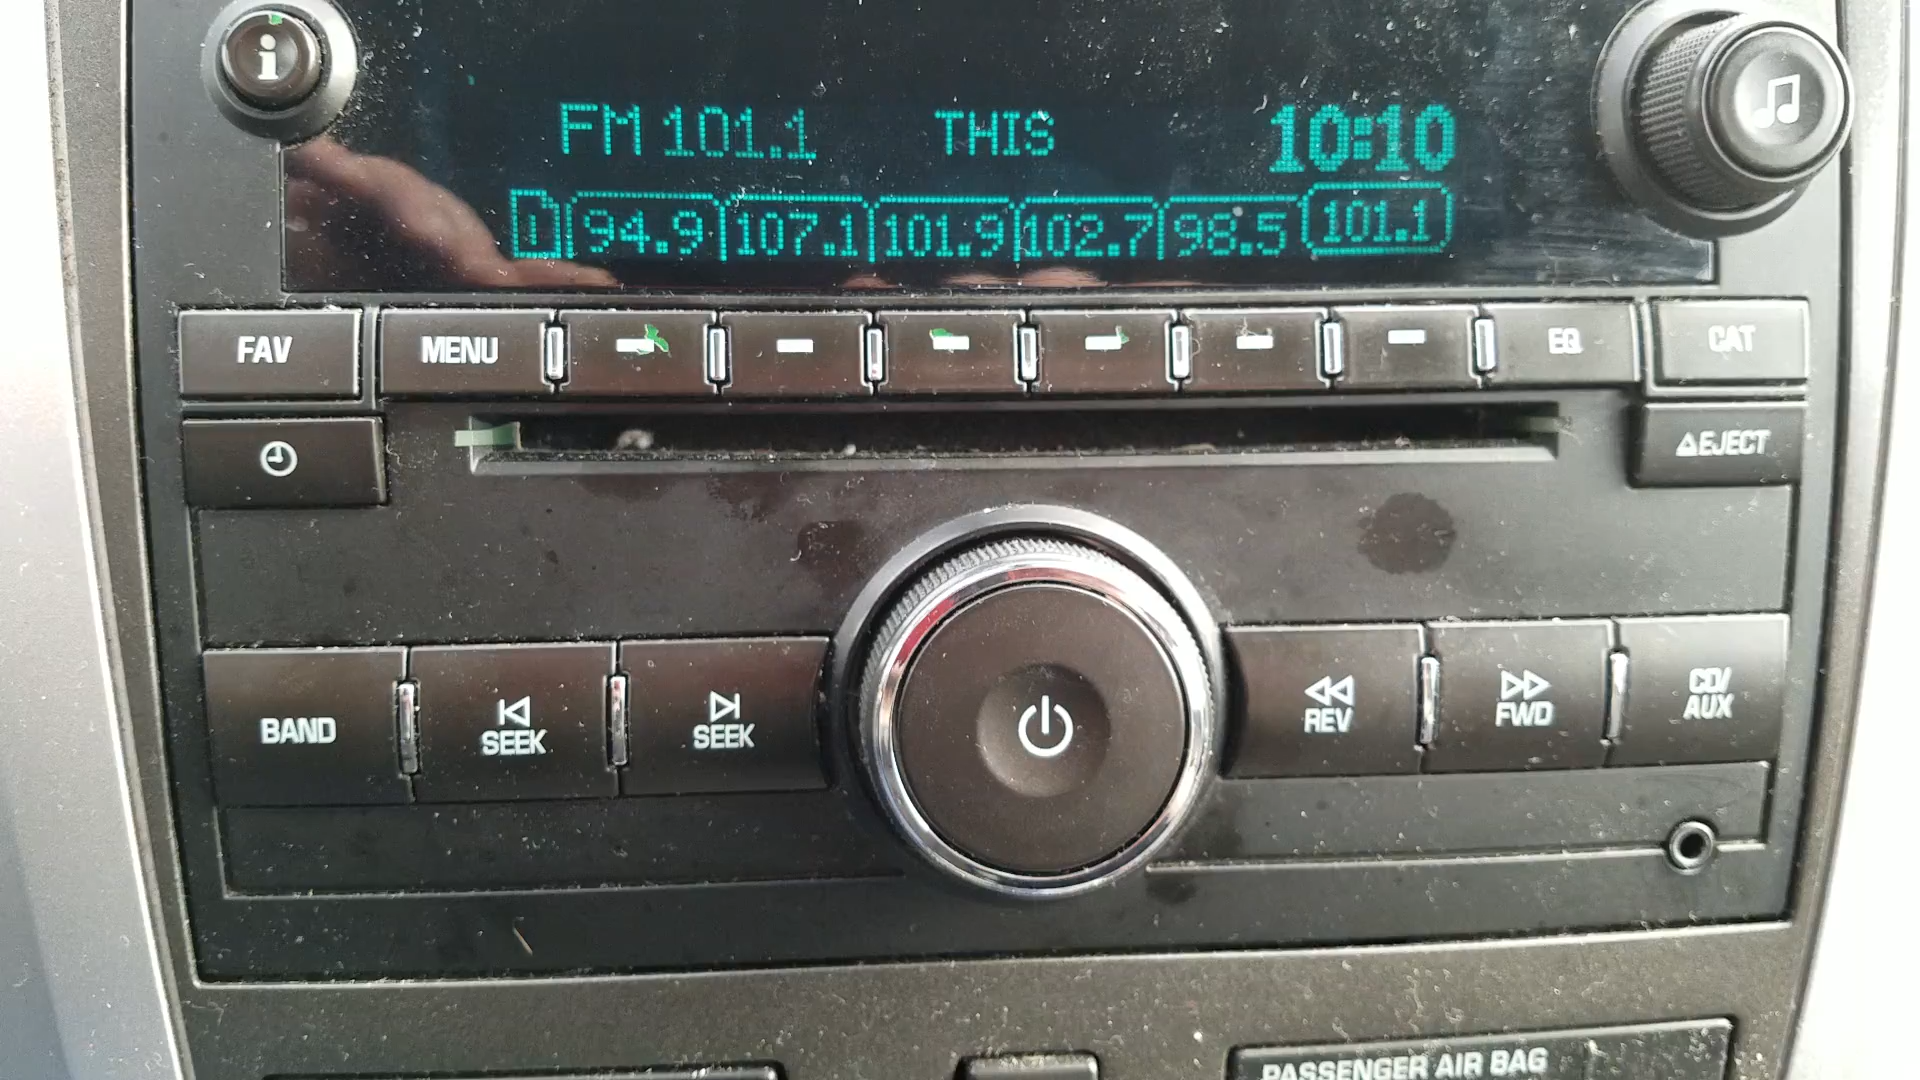 i
FM 101.1 THIS 10:10
1 94.9 107.1 101.9 102.7 98.5 101.1
FAV MENU EQ CAT
EJECT
BAND SEEK SEEK REV FWD CD/
AUX
PASSENGER AIR BAG